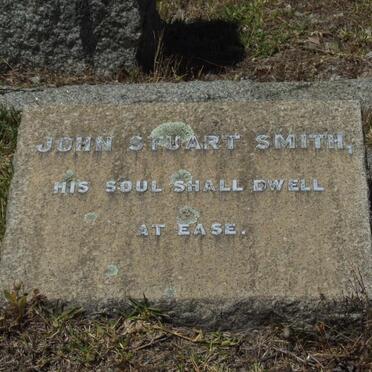 JOHN STUART SMITH,
HIS SOUL SHALL DWELL
AT EASE.